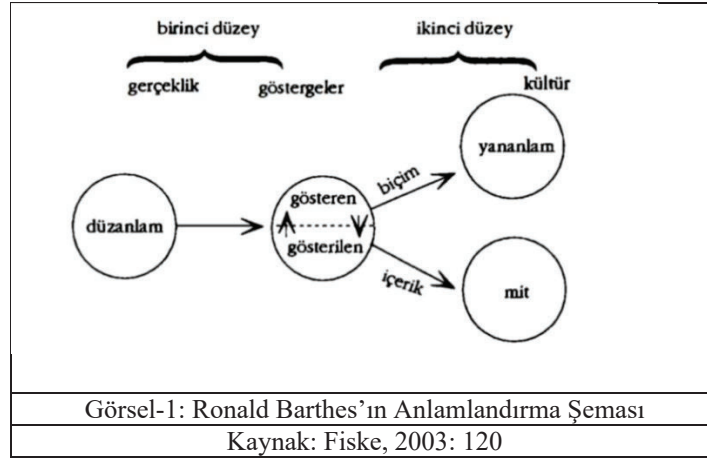 birinci düzey ikinci düzey
gerçeklik göstergeler kültür
yananlam
biçim
gösteren
düzanlam
gösterilen
içerik
mit
Görsel-1: Ronald Barthes’ın Anlamlandırma Şeması
Kaynak: Fiske, 2003: 120